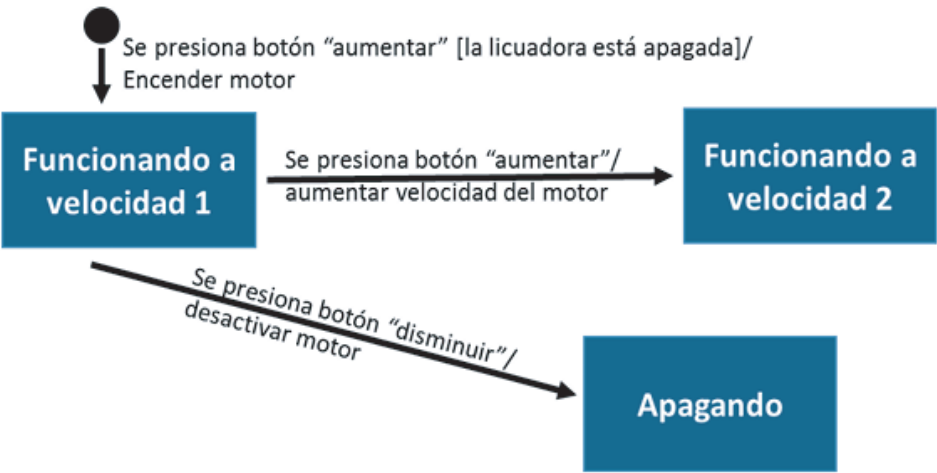 Se presiona botón “aumentar” [la licuadora está apagada]/
Encender motor
Funcionando a
velocidad 1
Se presiona botón “aumentar”/
aumentar velocidad del motor
Funcionando a
velocidad 2
Se presiona botón “disminuir”/
desactivar motor
Apagando